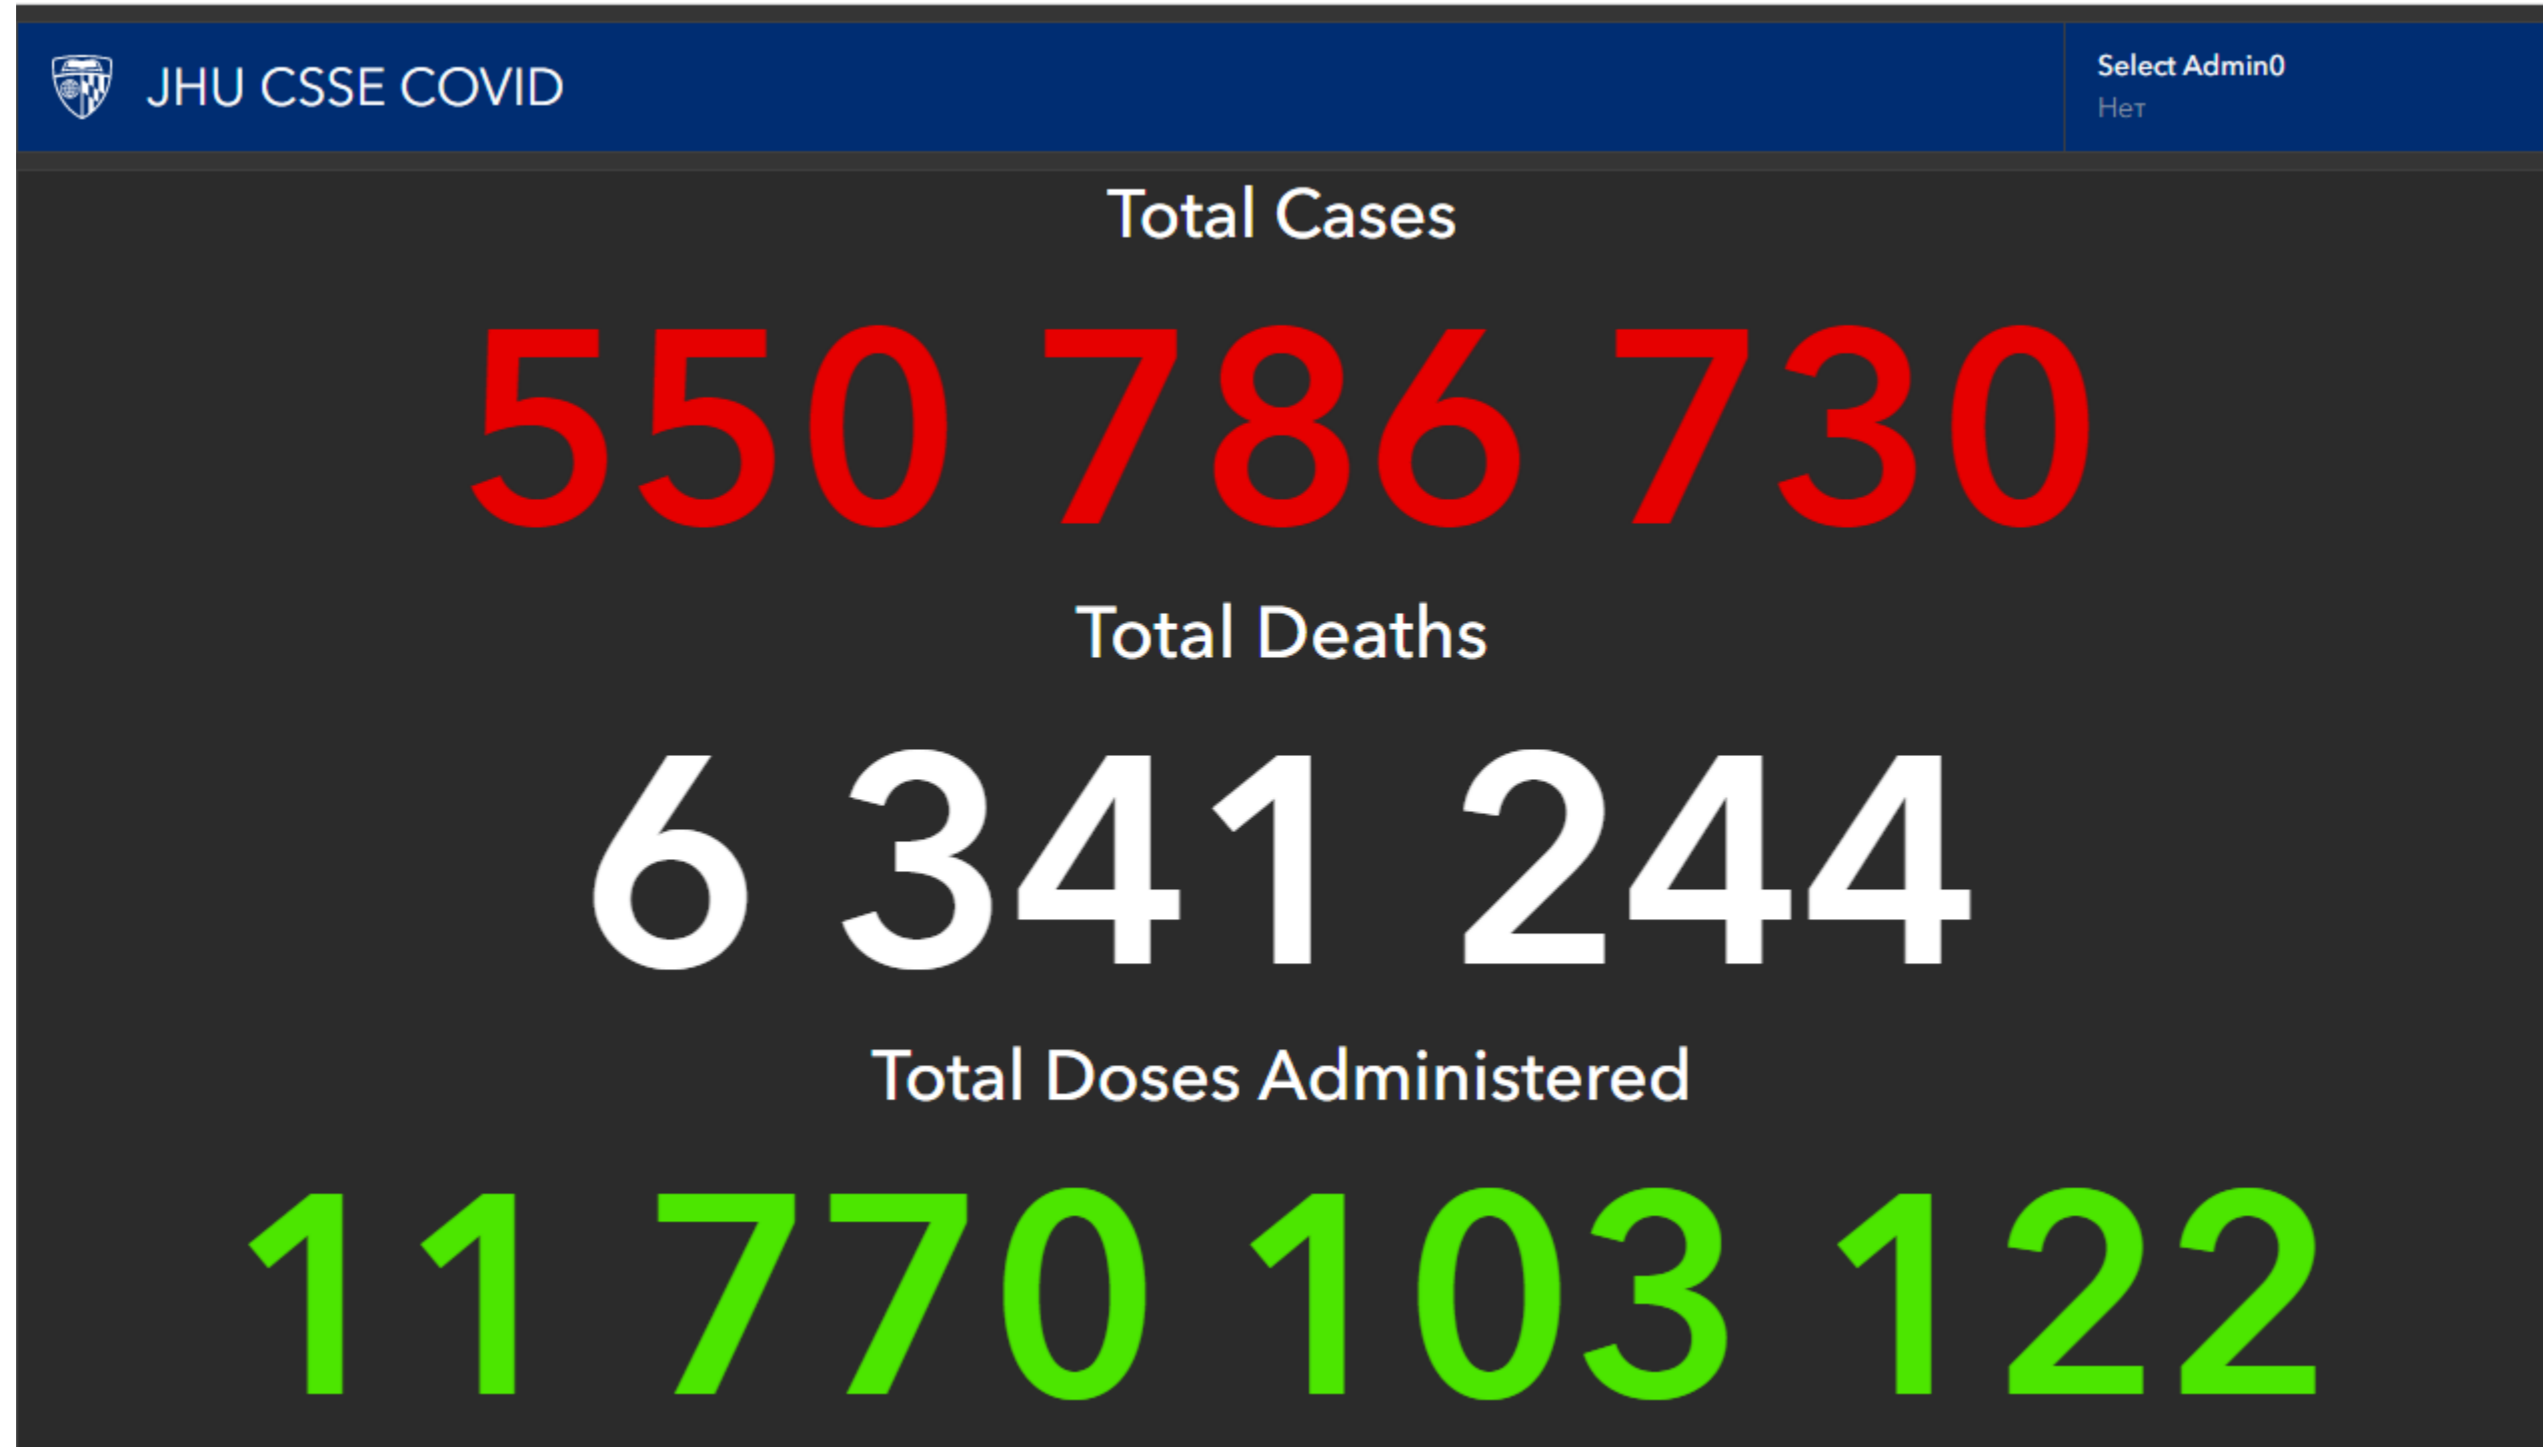 JHU CSSE COVID
Select Admin0
Нет
Total Cases
550 786 730
Total Deaths
6 341 244
Total Doses Administered
11 770 103 122